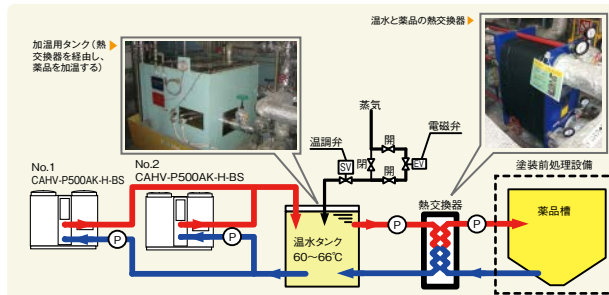 加温用タンク（熱
交換器を経由し、
薬品を加温する）
温水と薬品の熱交換器
蒸気
開
電磁弁
温調弁
SV
閉
EV
開
塗装前処理設備
No.1
CAHV-P500AK-H-BS
No.2
CAHV-P500AK-H-BS
熱交換器
P
P
薬品槽
P
P
温水タンク
60～66℃